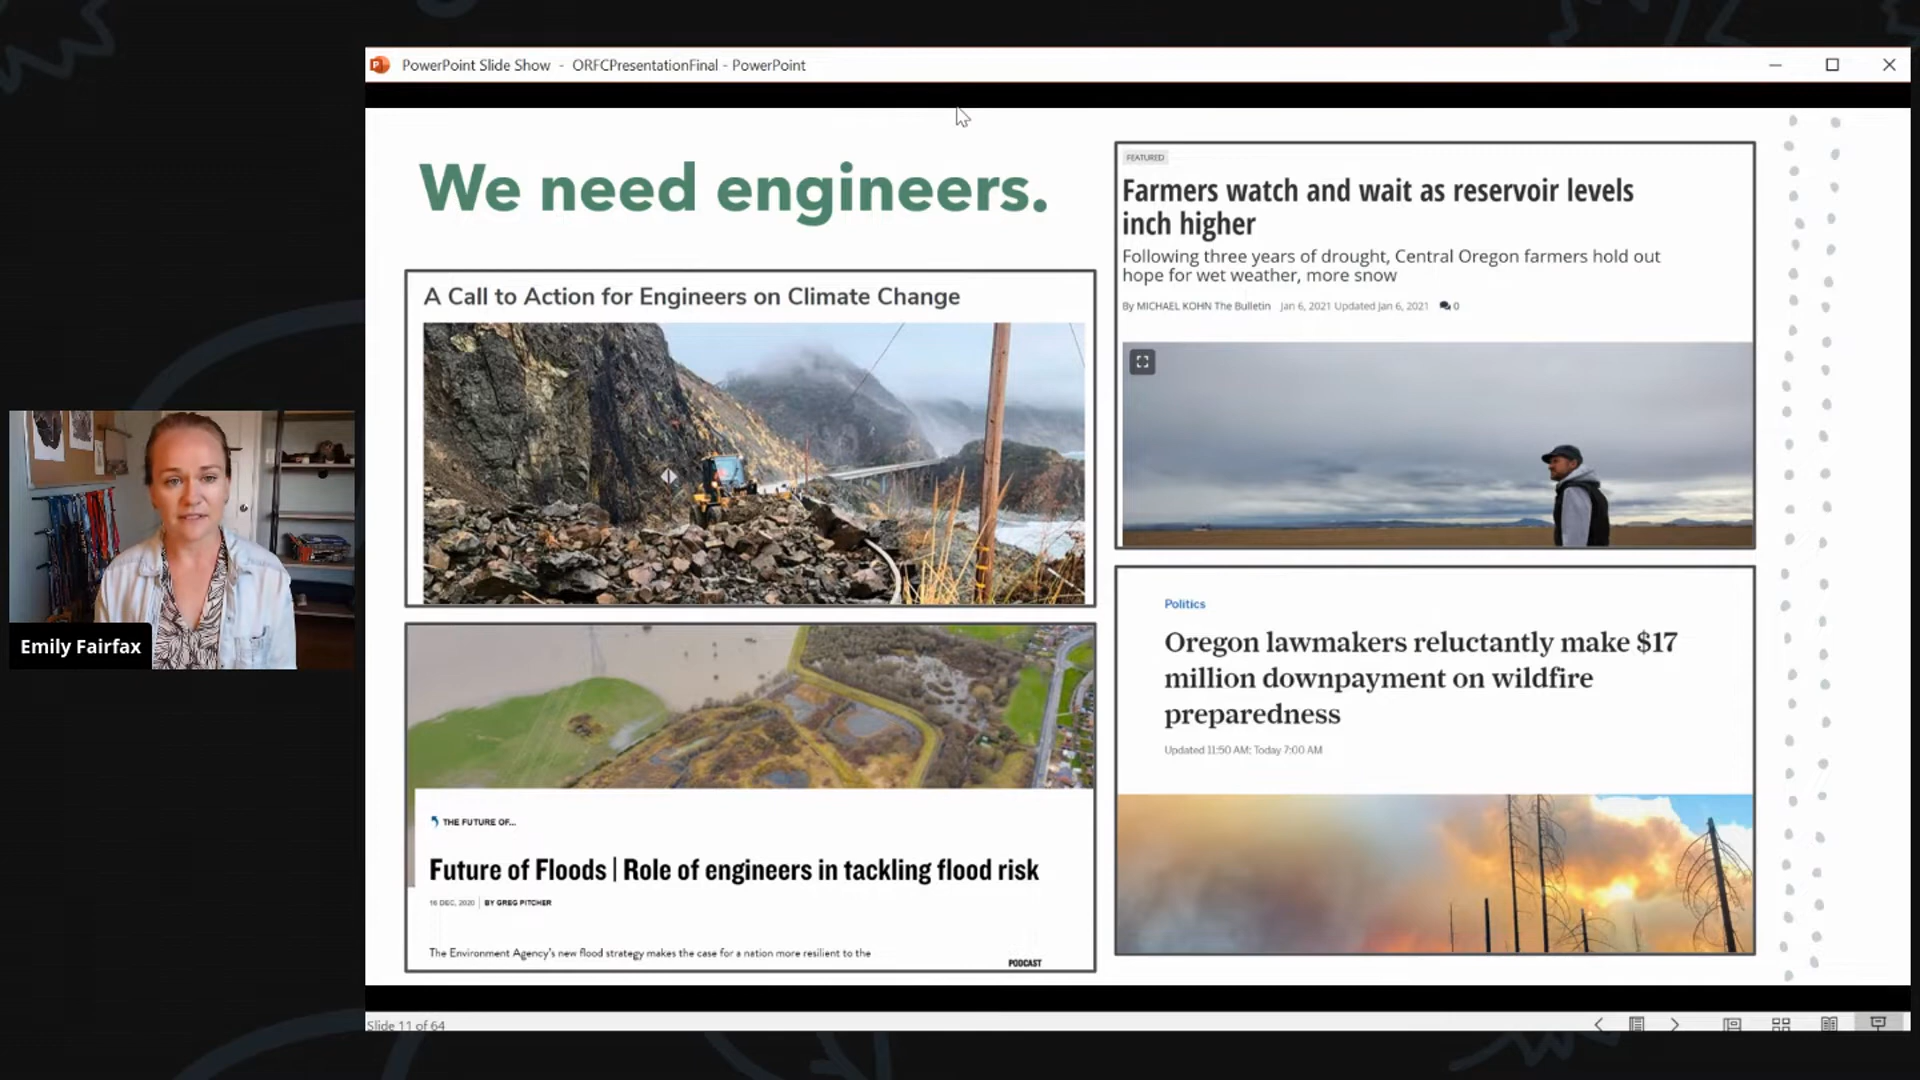 PowerPoint Slide Show - ORFCPresentationFinal - PowerPoint
We need engineers.
A Call to Action for Engineers on Climate Change
THE FUTURE OF...
Future of Floods | Role of engineers in tackling flood risk
16 DEC, 2020 | BY GREG PITCHER
The Environment Agency's new flood strategy makes the case for a nation more resilient to the
PODCAST
FEATURED
Farmers watch and wait as reservoir levels
inch higher
Following three years of drought, Central Oregon farmers hold out
hope for wet weather, more snow
By MICHAEL KOHN The Bulletin Jan 6, 2021 Updated Jan 6, 2021 0
Politics
Oregon lawmakers reluctantly make $17
million downpayment on wildfire
preparedness
Updated 11:50 AM; Today 7:00 AM
Emily Fairfax
Slide 11 of 64